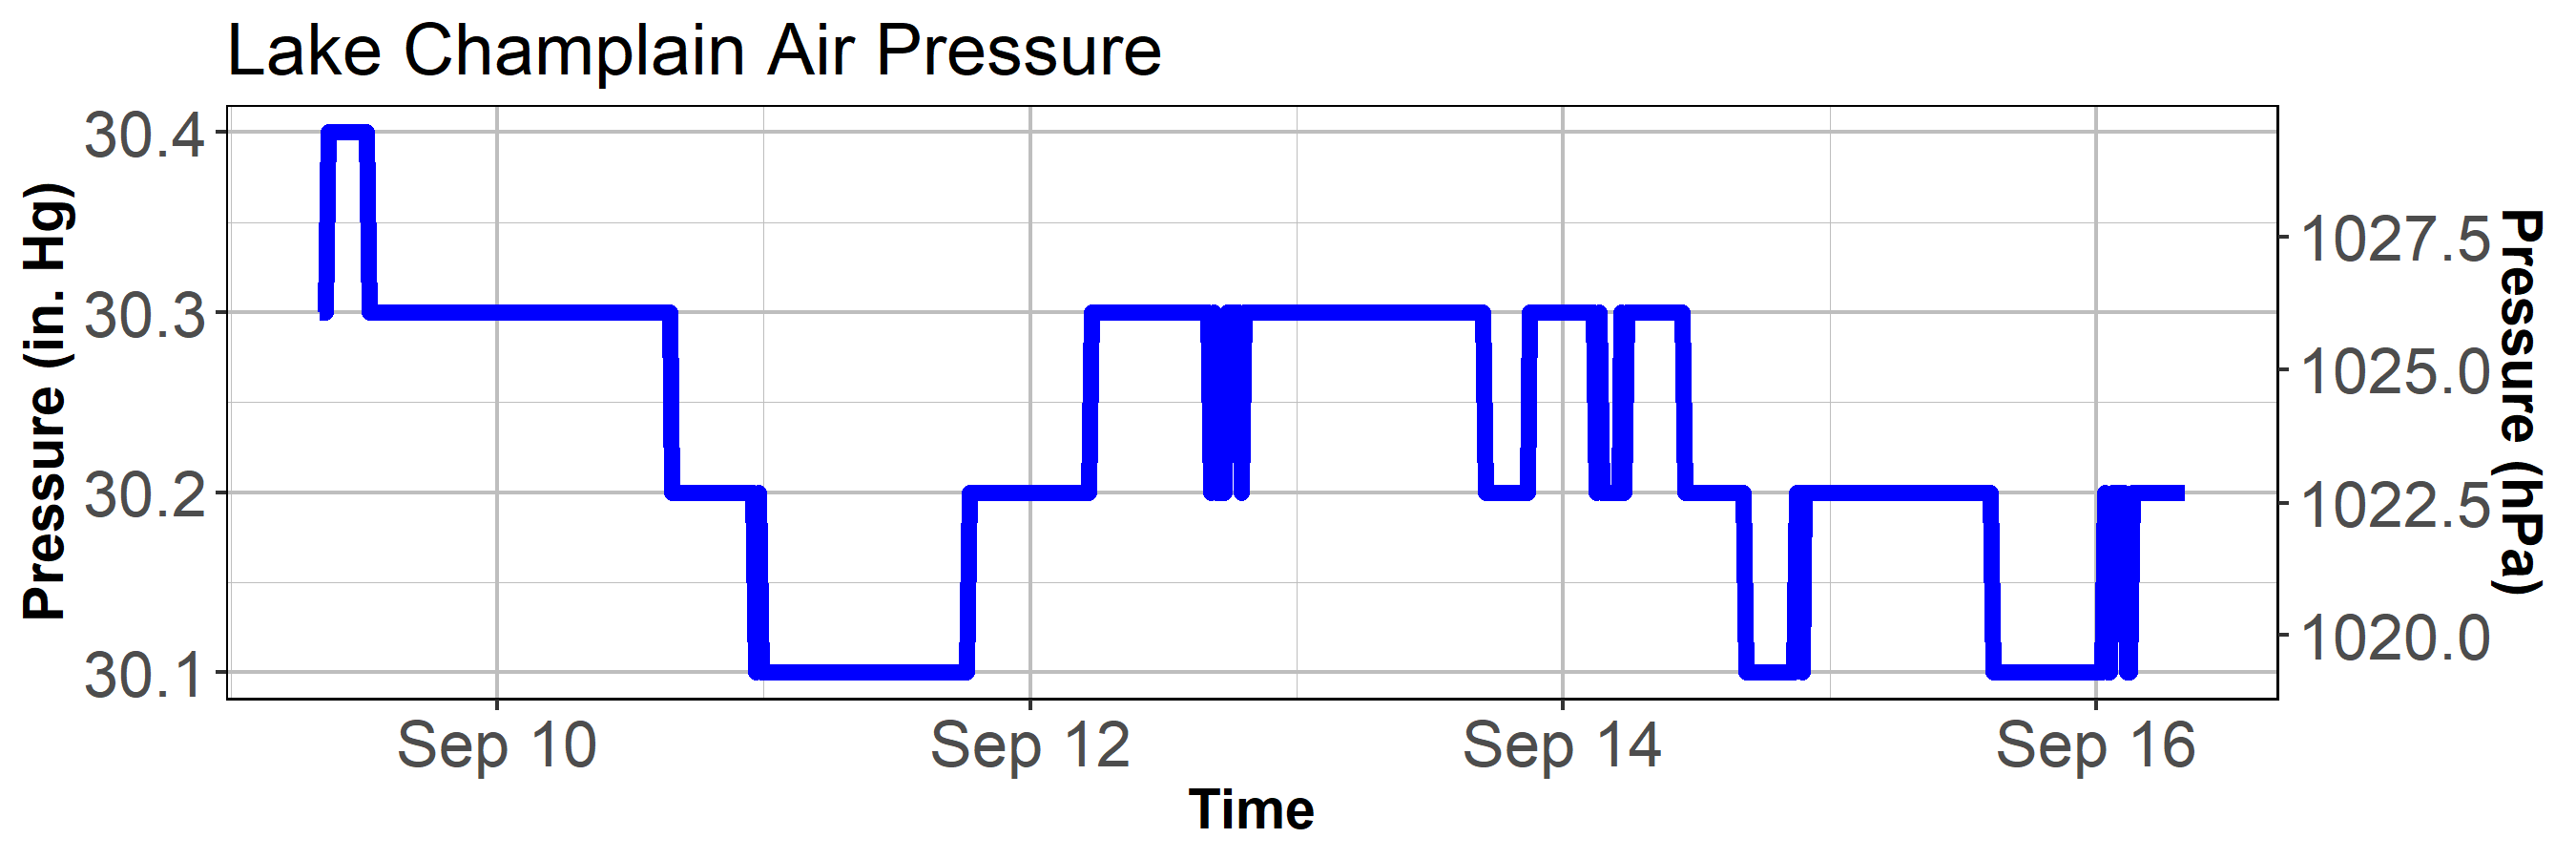 Lake Champlain Air Pressure
Pressure (in. Hg)
30.4
30.3
30.2
30.1
1027.5
1025.0
1022.5
1020.0
Pressure (hPa)
Sep 10
Sep 12
Sep 14
Sep 16
Time